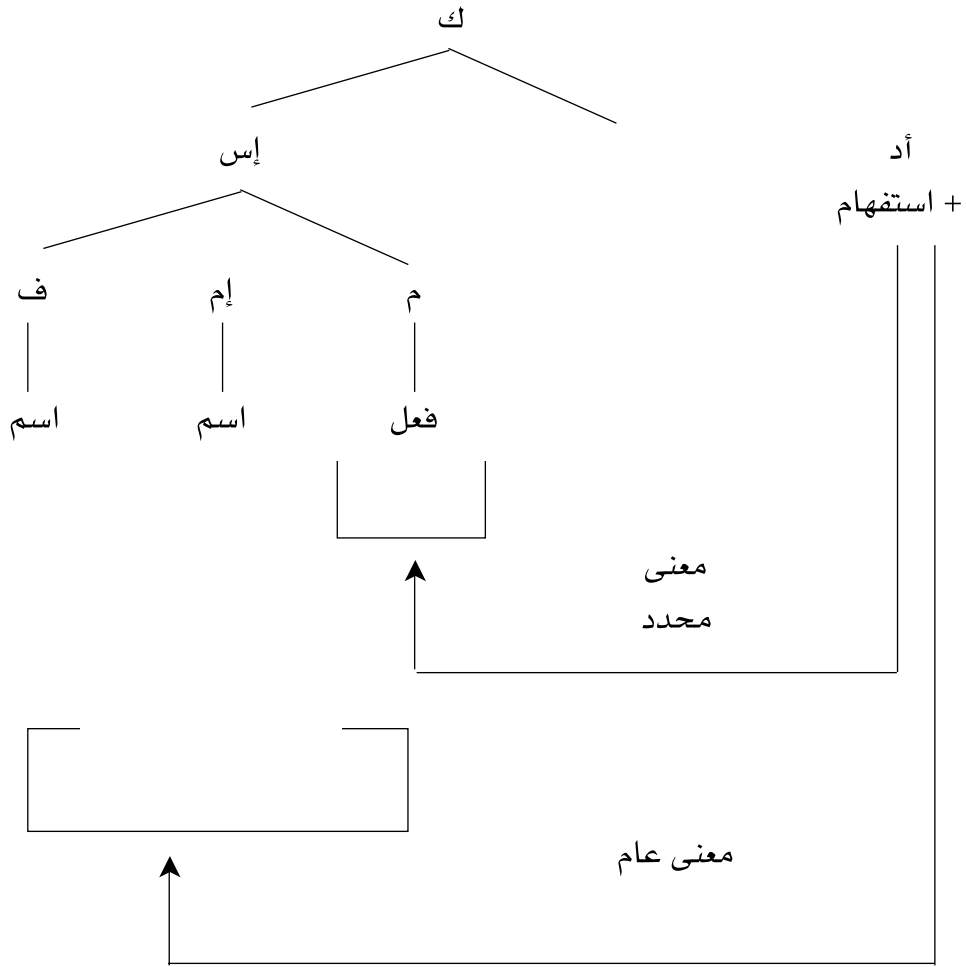 ك
أد
إس
+ استفهام
م
إم
ف
فعل
اسم
اسم
معنى
محدد
معنى عام